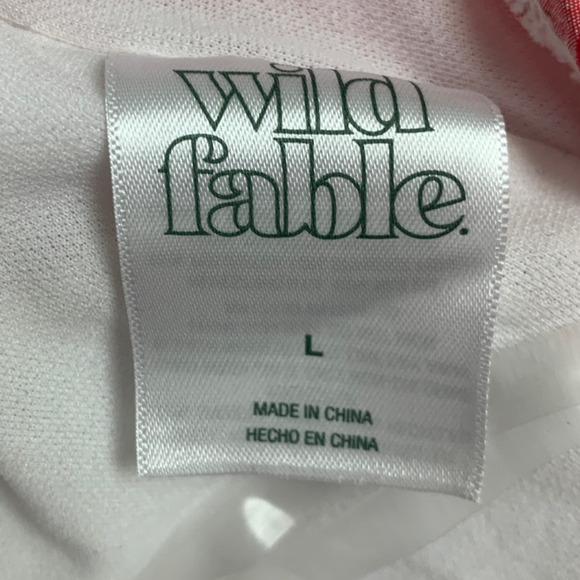 wild
fable.
L
MADE IN CHINA
HECHO EN CHINA